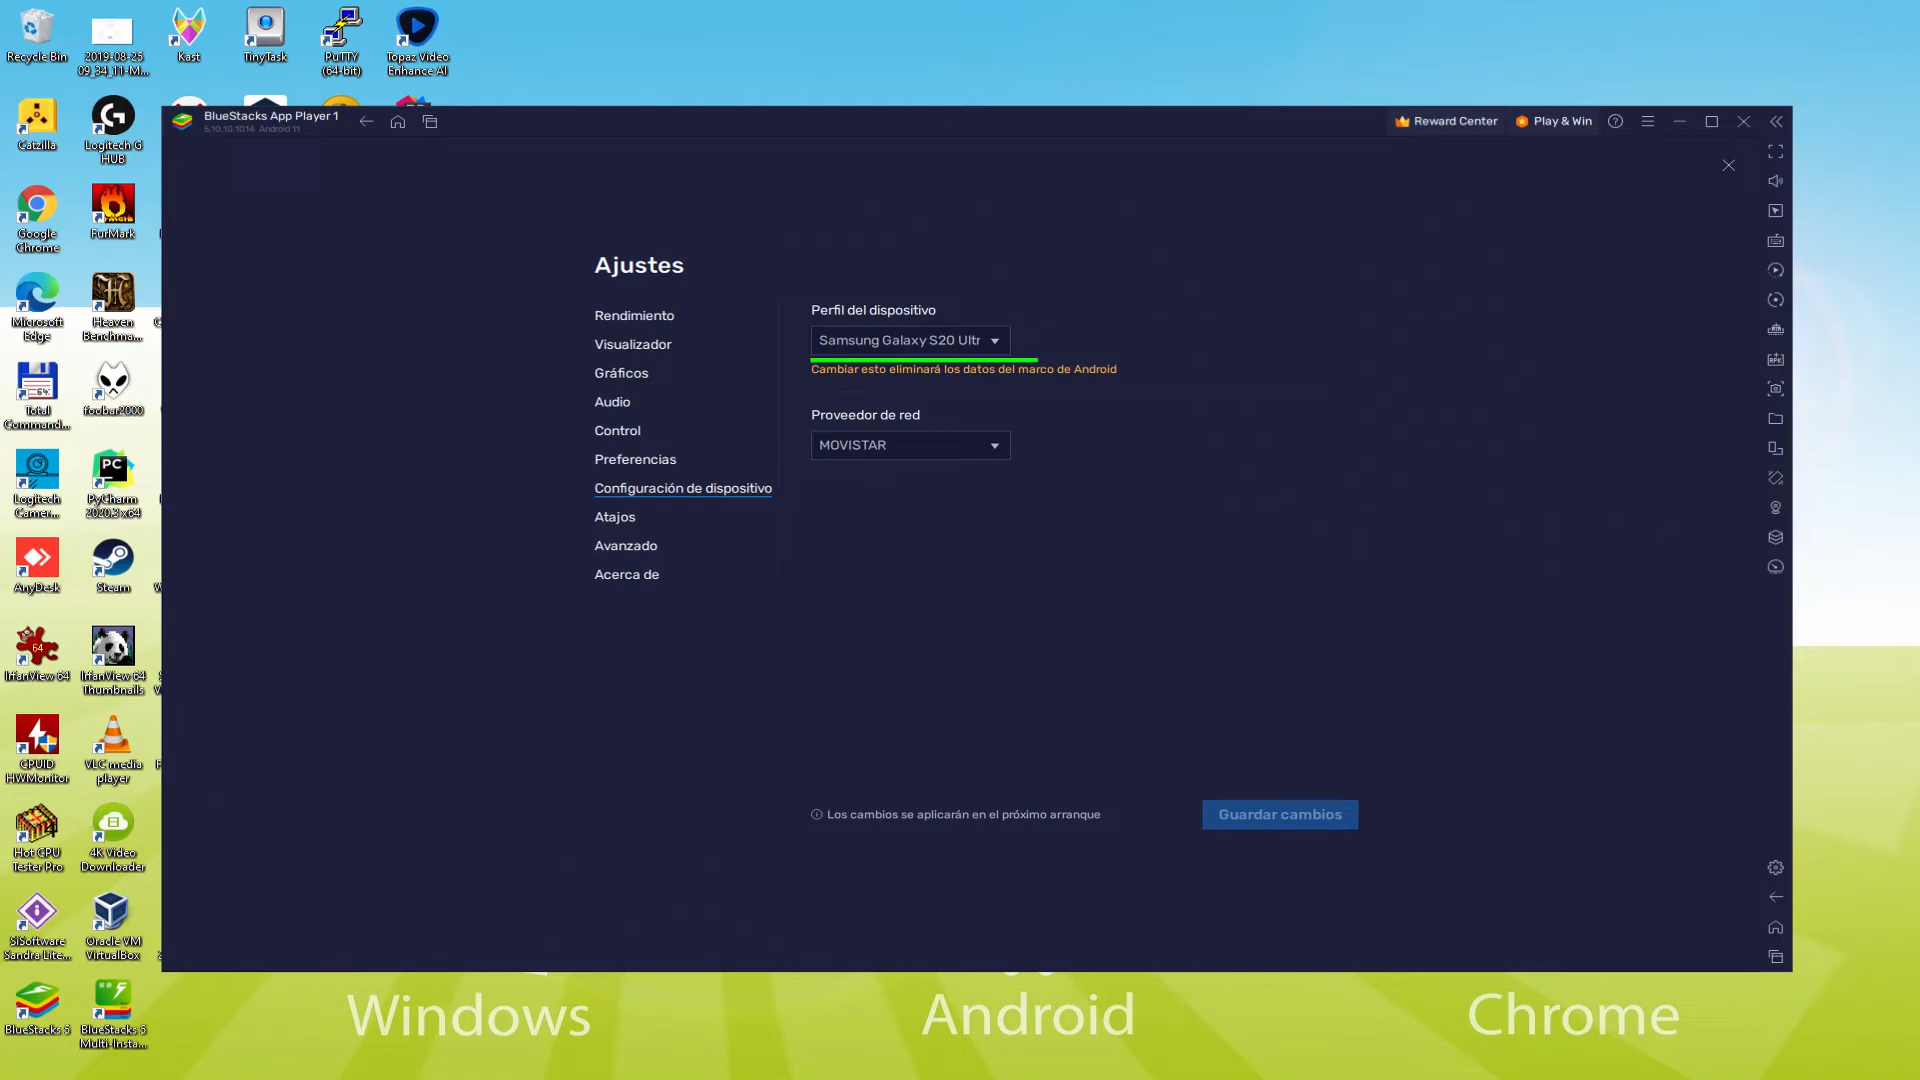 Recycle Bin
2019-08-25
09_34_11-M...
Kast
TinyTask
PuTTY
(64-bit)
Topaz Video
Enhance AI
Catzilla
Logitech G
HUB
Google
Chrome
FurMark
Microsoft
Edge
Heaven
Benchma...
Total
Command...
foobar2000
Logitech
Camer...
PyCharm
2020.3 x64
AnyDesk
Steam
IrfanView 64
IrfanView 64
Thumbnails
CPUID
HWMonitor
VLC media
player
Hot CPU
Tester Pro
4K Video
Downloader
SiSoftware
Sandra Lite...
Oracle VM
VirtualBox
BlueStacks 5
BlueStacks 5
Multi-Insta...
BlueStacks App Player 1
5.10.10.1014 Android 11
Reward Center
Play & Win
Ajustes
Rendimiento
Visualizador
Gráficos
Audio
Control
Preferencias
Configuración de dispositivo
Atajos
Avanzado
Acerca de
Perfil del dispositivo
Samsung Galaxy S20 Ultr
Cambiar esto eliminará los datos del marco de Android
Proveedor de red
MOVISTAR
Los cambios se aplicarán en el próximo arranque
Guardar cambios
Windows
Android
Chrome